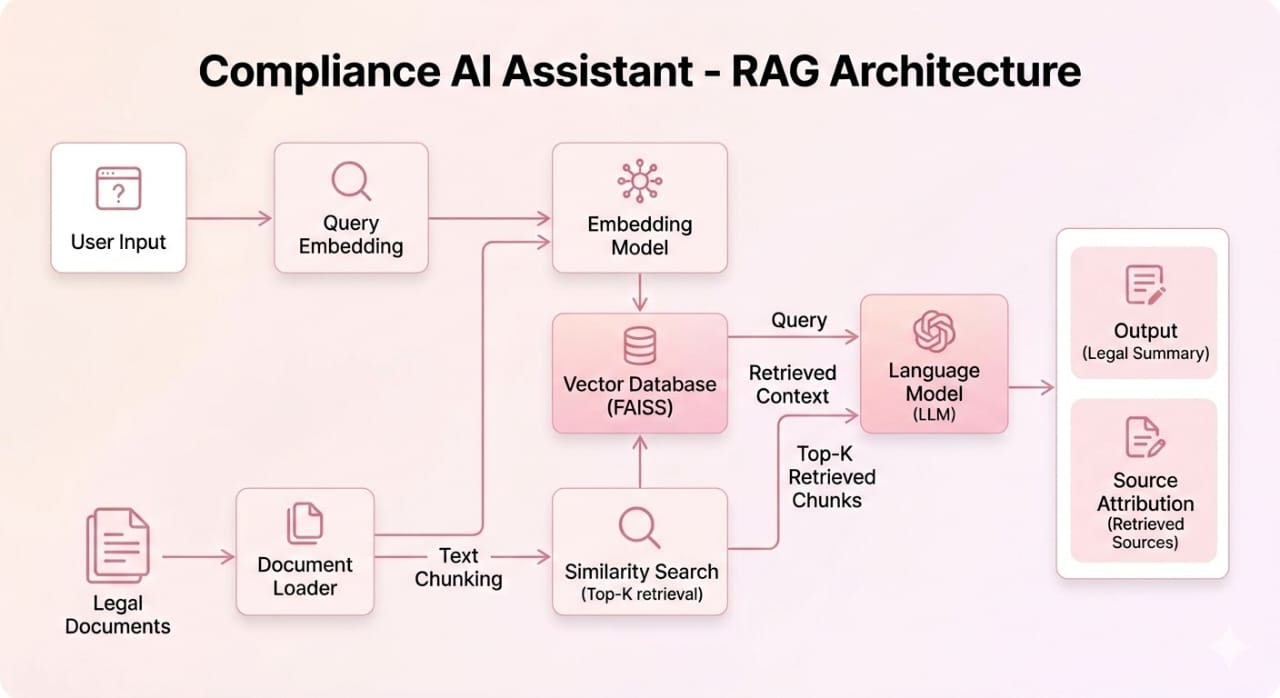 Compliance AI Assistant - RAG Architecture
User Input
Query
Embedding
Embedding
Model
Vector Database
(FAISS)
Query
Retrieved
Context
Language
Model
(LLM)
Top-K
Retrieved
Chunks
Output
(Legal Summary)
Source
Attribution
(Retrieved
Sources)
Legal
Documents
Document
Loader
Text
Chunking
Similarity Search
(Top-K retrieval)